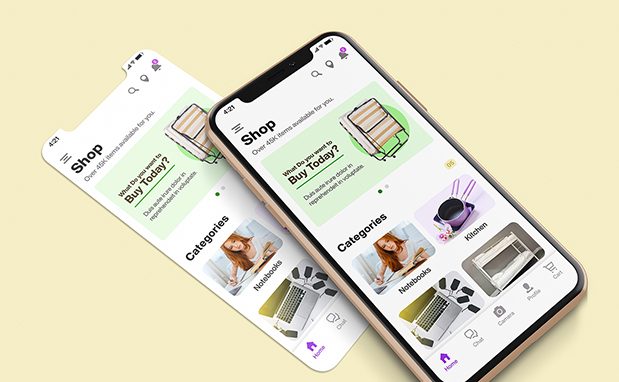 4:21
Shop
Over 45K items available for you.
What Do you want to
Buy Today?
Duis aute irure dolor in
reprehenderit in voluptate.
Categories
Notebooks
Home
Chat
4:21
Shop
Over 45K items available for you.
What Do you want to
Buy Today?
Duis aute irure dolor in
reprehenderit in voluptate.
Categories
Notebooks
Kitchen
Home
Chat
Camera
Profile
Cart